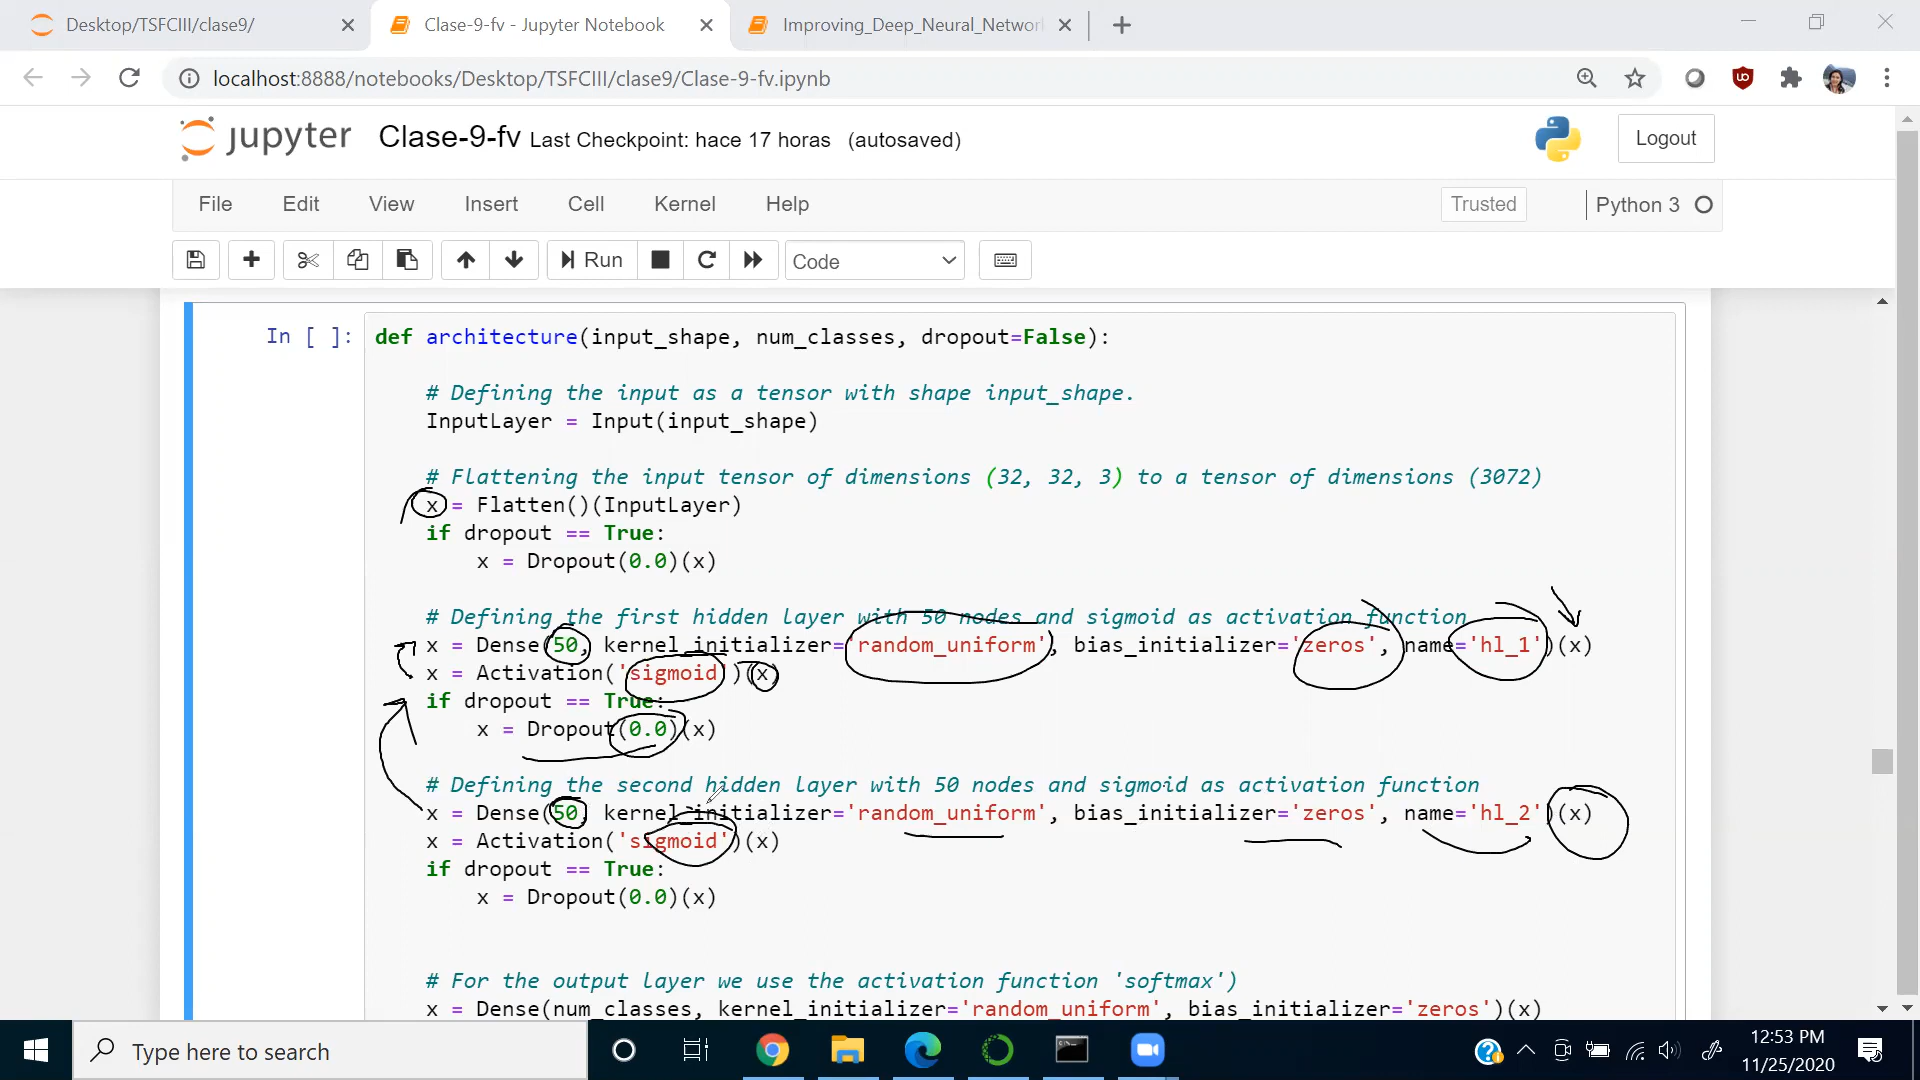 Desktop/TSFCIII/clase9/
Clase-9-fv - Jupyter Notebook
Improving_Deep_Neural_Network
localhost:8888/notebooks/Desktop/TSFCIII/clase9/Clase-9-fv.ipynb
jupyter Clase-9-fv Last Checkpoint: hace 17 horas (autosaved)
Logout
File Edit View Insert Cell Kernel Help
Trusted
Python 3
Run
Code
In [ ]: def architecture(input_shape, num_classes, dropout=False):
# Defining the input as a tensor with shape input_shape.
InputLayer = Input(input_shape)
# Flattening the input tensor of dimensions (32, 32, 3) to a tensor of dimensions (3072)
x = Flatten()(InputLayer)
if dropout == True:
x = Dropout(0.0)(x)
# Defining the first hidden layer with 50 nodes and sigmoid as activation function
x = Dense(50, kernel_initializer='random_uniform', bias_initializer='zeros', name='hl_1')(x)
x = Activation('sigmoid')(x)
if dropout == True:
x = Dropout(0.0)(x)
# Defining the second hidden layer with 50 nodes and sigmoid as activation function
x = Dense(50, kernel_initializer='random_uniform', bias_initializer='zeros', name='hl_2')(x)
x = Activation('sigmoid')(x)
if dropout == True:
x = Dropout(0.0)(x)
# For the output layer we use the activation function 'softmax')
x = Dense(num_classes, kernel_initializer='random_uniform', bias_initializer='zeros')(x)
Type here to search
12:53 PM
11/25/2020